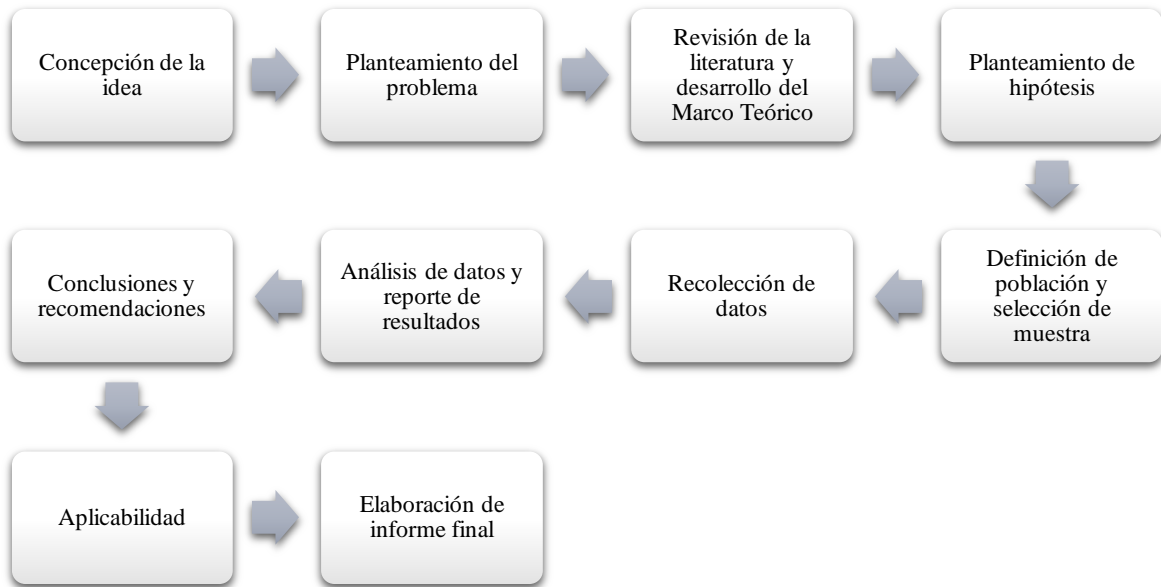 Concepción de la
idea
Planteamiento del
problema
Revisión de la
literatura y
desarrollo del
Marco Teórico
Planteamiento de
hipótesis
Definición de
población y
selección de
muestra
Recolección de
datos
Análisis de datos y
reporte de
resultados
Conclusiones y
recomendaciones
Aplicabilidad
Elaboración de
informe final